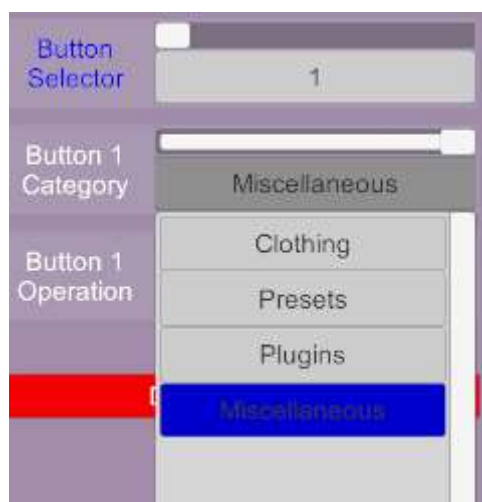 Button
Selector
1
Button 1
Category
Miscellaneous
Button 1
Operation
Clothing
Presets
Plugins
Miscellaneous